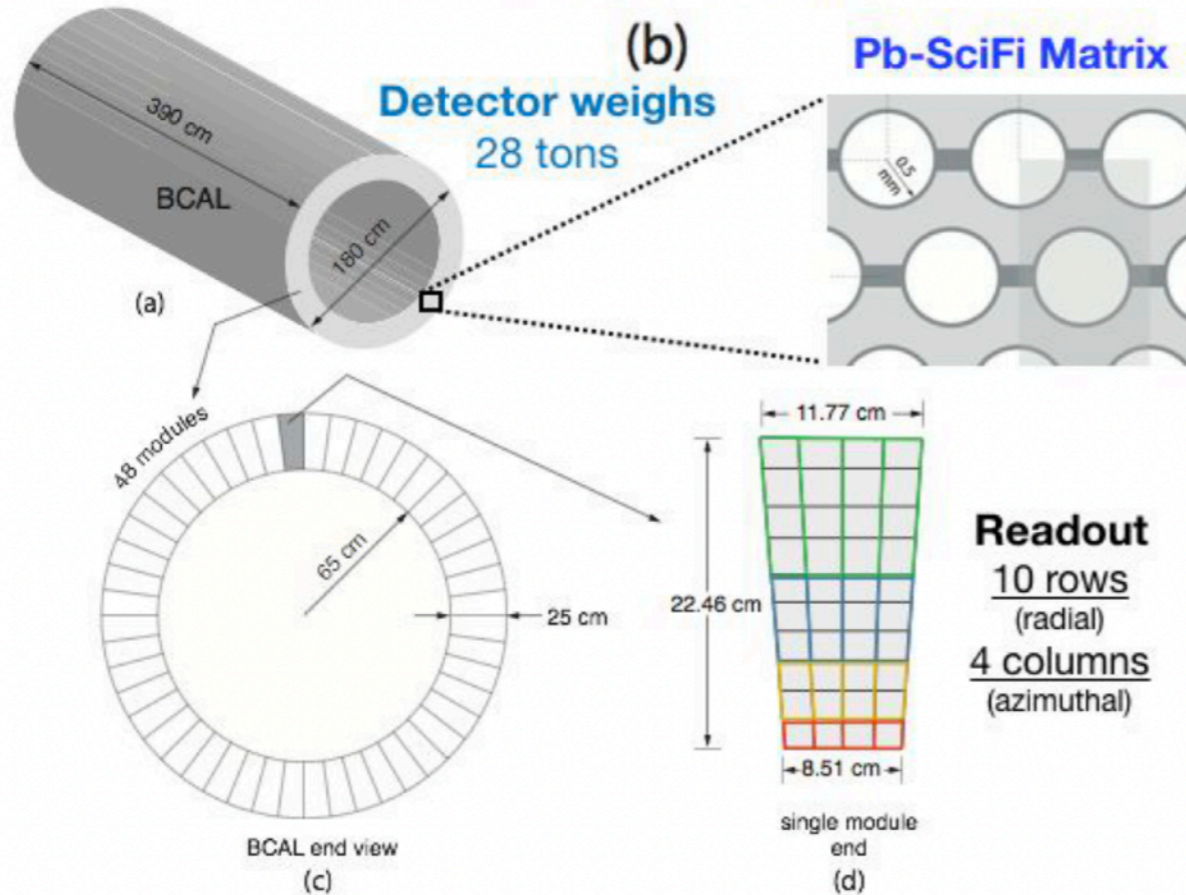 (b)
Pb-SciFi Matrix
Detector weighs
28 tons
390 cm
BCAL
180 cm
0.5
mm
(a)
48 modules
65 cm
25 cm
BCAL end view
(c)
11.77 cm
22.46 cm
8.51 cm
single module
end
(d)
Readout
10 rows
(radial)
4 columns
(azimuthal)